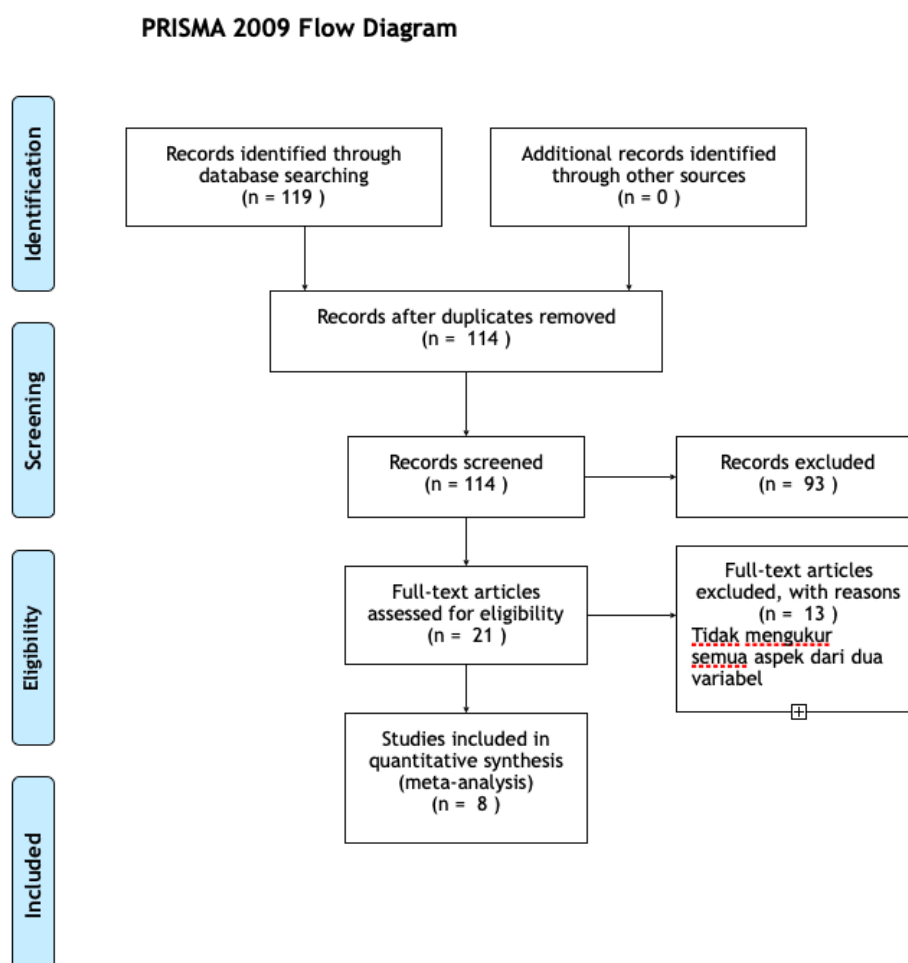 PRISMA 2009 Flow Diagram
Identification
Records identified through
database searching
(n = 119 )
Additional records identified
through other sources
(n = 0 )
Records after duplicates removed
(n = 114 )
Screening
Records screened
(n = 114 )
Records excluded
(n = 93 )
Eligibility
Full-text articles
assessed for eligibility
(n = 21 )
Full-text articles
excluded, with reasons
(n = 13 )
Tidak mengukur
semua aspek dari dua
variabel
Studies included in
quantitative synthesis
(meta-analysis)
(n = 8 )
Included